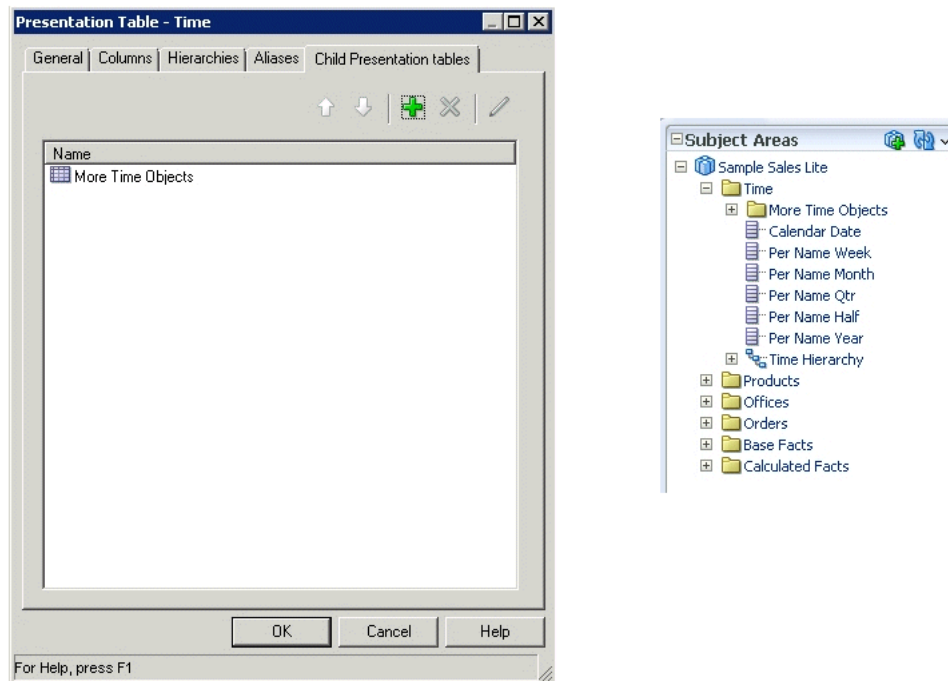 Presentation Table - Time
General
Columns
Hierarchies
Aliases
Child Presentation tables
Name
More Time Objects
OK
Cancel
Help
For Help, press F1
Subject Areas
Sample Sales Lite
Time
More Time Objects
Calendar Date
Per Name Week
Per Name Month
Per Name Qtr
Per Name Half
Per Name Year
Time Hierarchy
Products
Offices
Orders
Base Facts
Calculated Facts